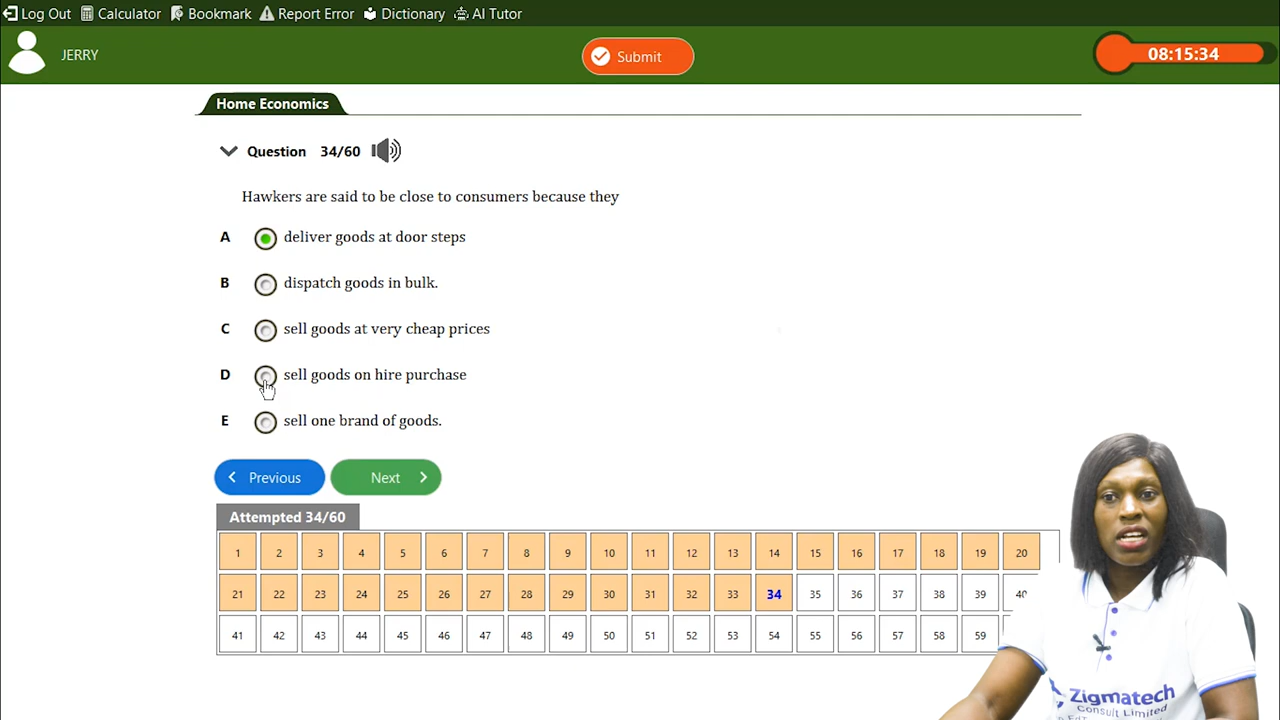 Log Out Calculator Bookmark Report Error Dictionary AI Tutor
JERRY
Submit
08:15:34
Home Economics
Question 34/60
Hawkers are said to be close to consumers because they
A deliver goods at door steps
B dispatch goods in bulk.
C sell goods at very cheap prices
D sell goods on hire purchase
E sell one brand of goods.
Previous Next
Attempted 34/60
1 2 3 4 5 6 7 8 9 10 11 12 13 14 15 16 17 18 19 20
21 22 23 24 25 26 27 28 29 30 31 32 33 34 35 36 37 38 39 40
41 42 43 44 45 46 47 48 49 50 51 52 53 54 55 56 57 58 59
Zigmatech
Consult Limited